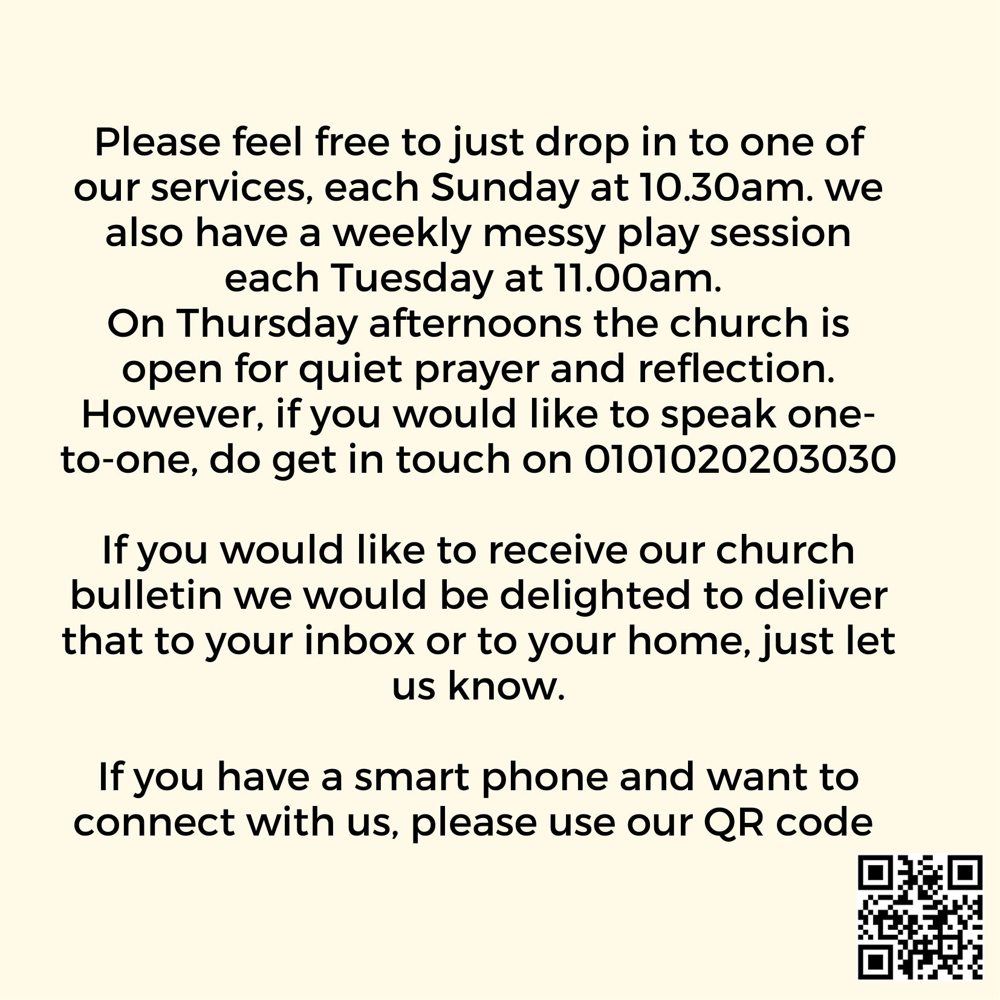 Please feel free to just drop in to one of
our services, each Sunday at 10.30am. we
also have a weekly messy play session
each Tuesday at 11.00am.
On Thursday afternoons the church is
open for quiet prayer and reflection.
However, if you would like to speak one-
to-one, do get in touch on 0101020203030
If you would like to receive our church
bulletin we would be delighted to deliver
that to your inbox or to your home, just let
us know.
If you have a smart phone and want to
connect with us, please use our QR code